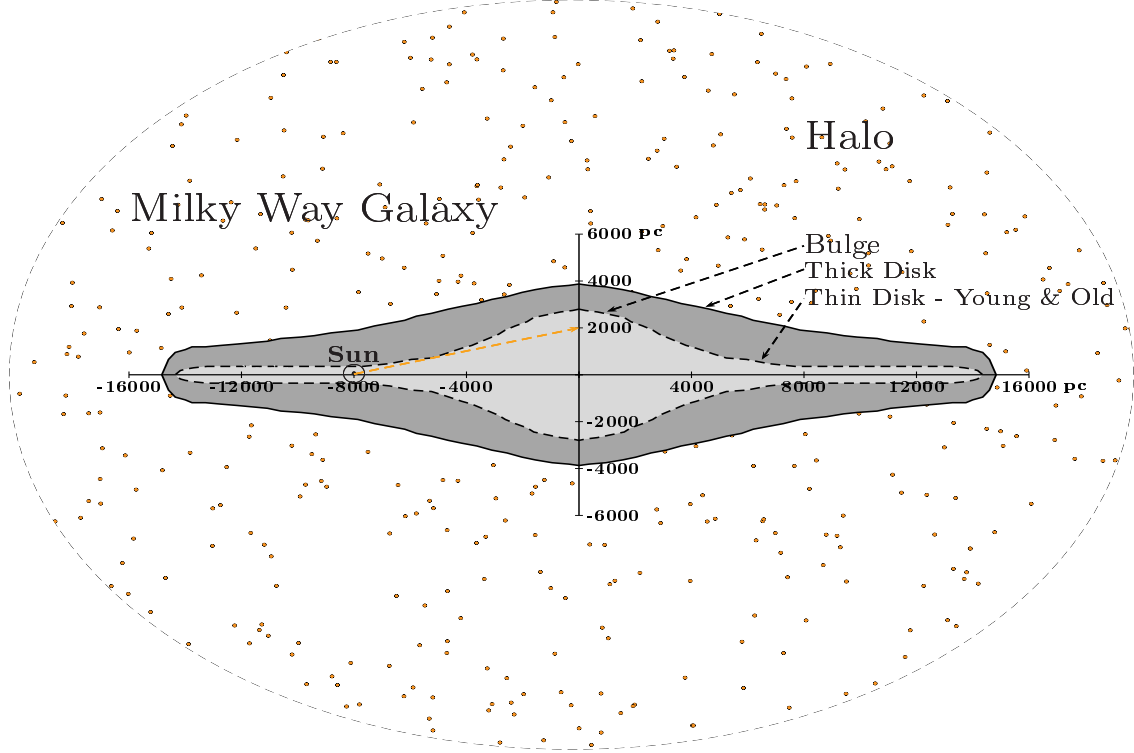 Halo
Milky Way Galaxy
6000 pc
Bulge
Thick Disk
4000
Thin Disk - Young & Old
2000
Sun
-16000 -12000 -8000 -4000 4000 8000 12000 16000 pc
-2000
-4000
-6000